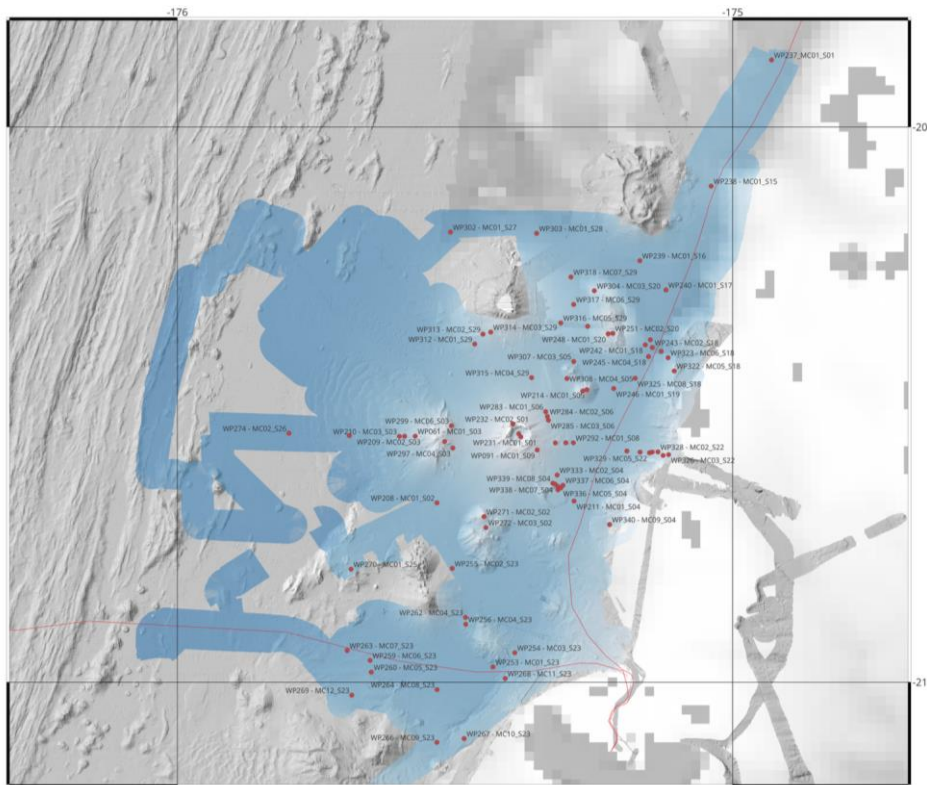 -176
-175
WP237_MC01_S01
-20
WP238 - MC01_S15
WP302 - MC01_S27
WP303 - MC01_S28
WP239 - MC01_S16
WP318 - MC07_S29
WP304 - MC03_S20
WP240 - MC01_S17
WP317 - MC06_S29
WP316 - MC05_S29
WP313 - MC02_S29
WP314 - MC03_S29
WP251 - MC02_S20
WP312 - MC01_S29
WP248 - MC01_S20
WP243 - MC02_S18
WP242 - MC01_S18
WP323 - MC06_S18
WP307 - MC03_S05
WP245 - MC04_S18
WP322 - MC05_S18
WP315 - MC04_S29
WP308 - MC04_S05
WP325 - MC08_S18
WP214 - MC01_S05
WP246 - MC01_S19
WP283 - MC01_S06
WP284 - MC02_S06
WP299 - MC06_S03
WP232 - MC02_S01
WP285 - MC03_S06
WP274 - MC02_S26
WP210 - MC03_S03
WP061 - MC01_S03
WP209 - MC02_S03
WP231 - MC01_S01
WP292 - MC01_S08
WP297 - MC04_S03
WP091 - MC01_S09
WP328 - MC02_S22
WP329 - MC05_S22
WP326 - MC03_S22
WP333 - MC02_S04
WP339 - MC08_S04
WP337 - MC06_S04
WP338 - MC07_S04
WP336 - MC05_S04
WP208 - MC01_S02
WP211 - MC01_S04
WP271 - MC02_S02
WP272 - MC03_S02
WP340 - MC09_S04
WP270 - MC01_S25
WP255 - MC02_S23
WP262 - MC04_S23
WP256 - MC04_S23
WP263 - MC07_S23
WP254 - MC03_S23
WP259 - MC06_S23
WP253 - MC01_S23
WP260 - MC05_S23
WP268 - MC11_S23
-21
WP264 MC08_S23
WP269 - MC12_S23
WP267 - MC10_S23
WP266 - MC09_S23